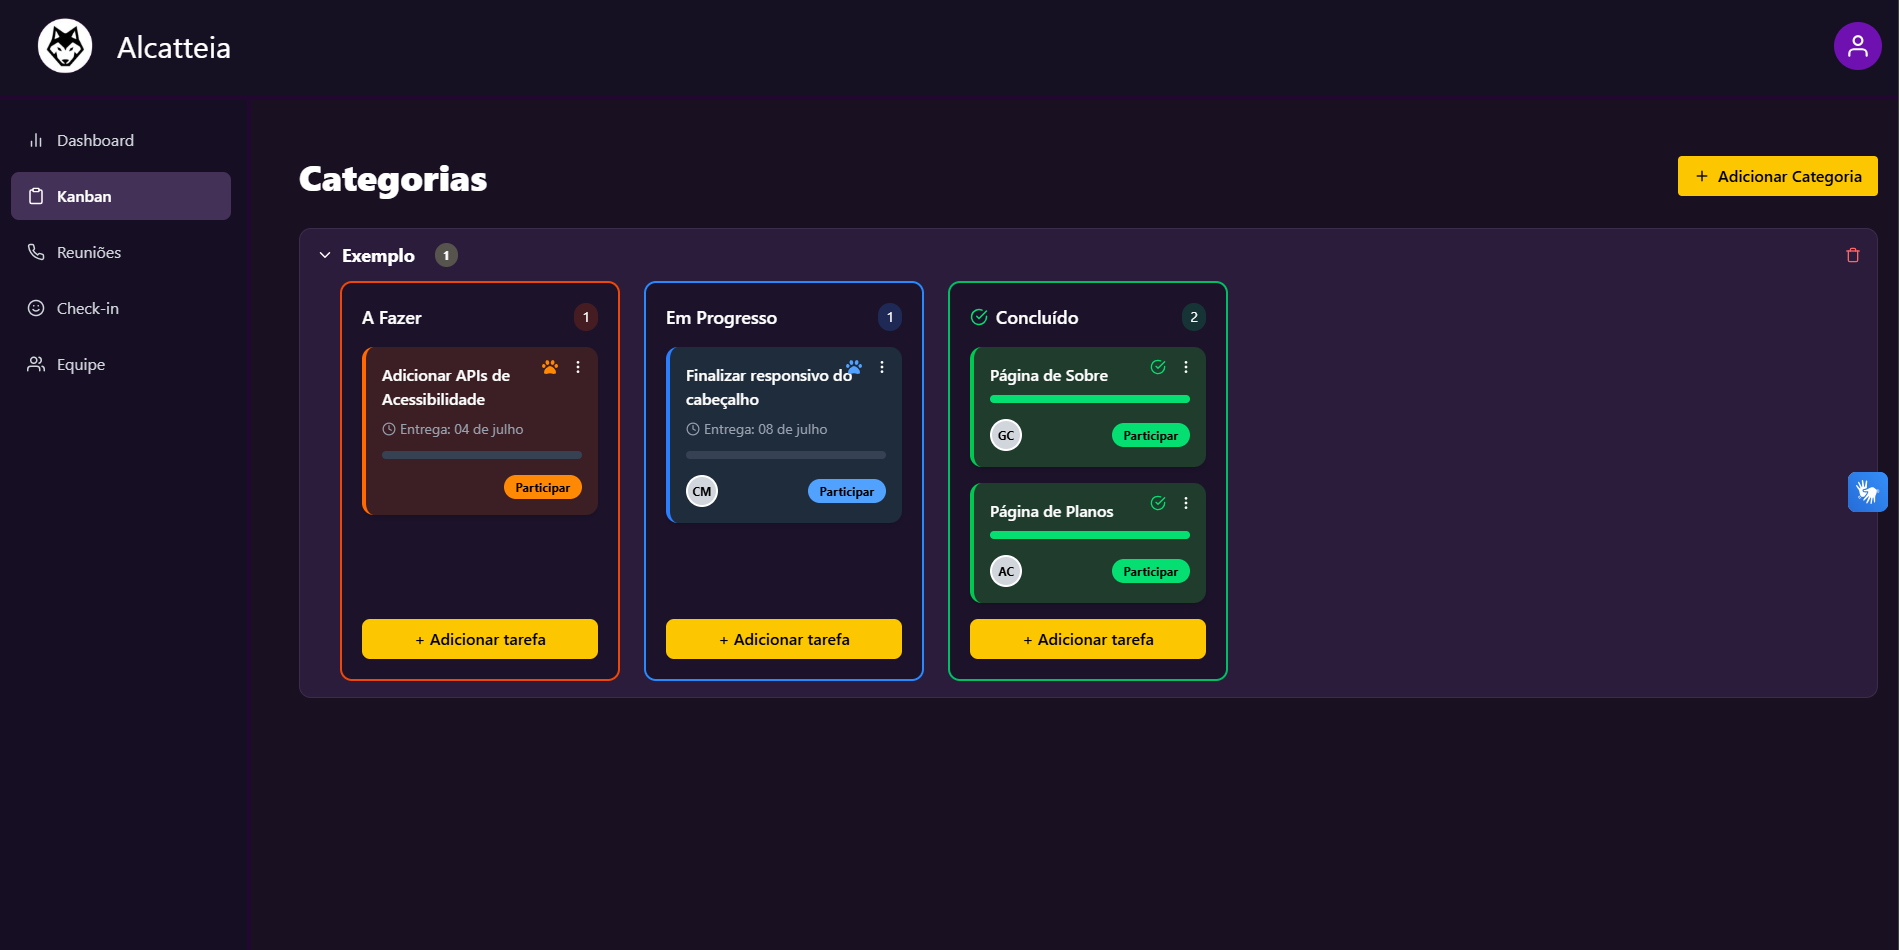 Alcatteia
Dashboard
Kanban
Reuniões
Check-in
Equipe
Categorias
+ Adicionar Categoria
Exemplo 1
A Fazer 1
Adicionar APIs de
Acessibilidade
Entrega: 04 de julho
Participar
+ Adicionar tarefa
Em Progresso 1
Finalizar responsivo do
cabeçalho
Entrega: 08 de julho
CM Participar
+ Adicionar tarefa
Concluído 2
Página de Sobre
GC Participar
Página de Planos
AC Participar
+ Adicionar tarefa